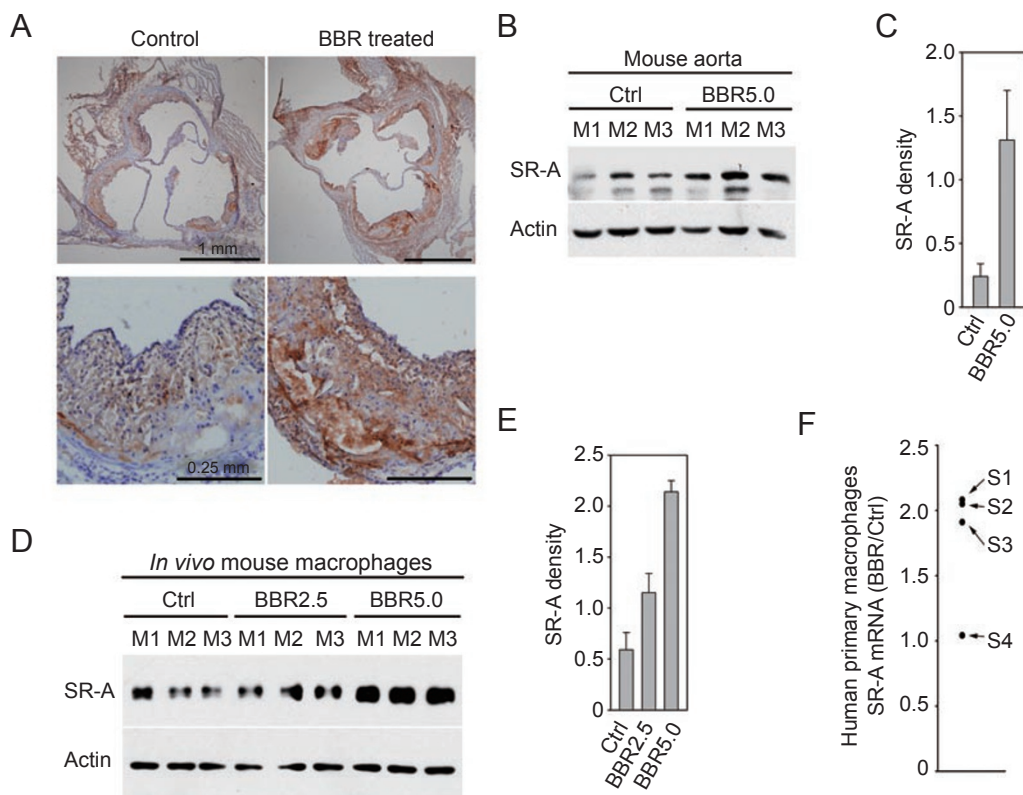 A
Control
BBR treated
1 mm
0.25 mm
B
Mouse aorta
Ctrl BBR5.0
M1 M2 M3 M1 M2 M3
SR-A
Actin
C
SR-A density
2.0
1.5
1.0
0.5
0
Ctrl
BBR5.0
D
In vivo mouse macrophages
Ctrl BBR2.5 BBR5.0
M1 M2 M3 M1 M2 M3 M1 M2 M3
SR-A
Actin
E
SR-A density
2.5
2.0
1.5
1.0
0.5
0
Ctrl
BBR2.5
BBR5.0
F
Human primary macrophages
SR-A mRNA (BBR/Ctrl)
2.5
2.0
1.5
1.0
0.5
0
S1
S2
S3
S4